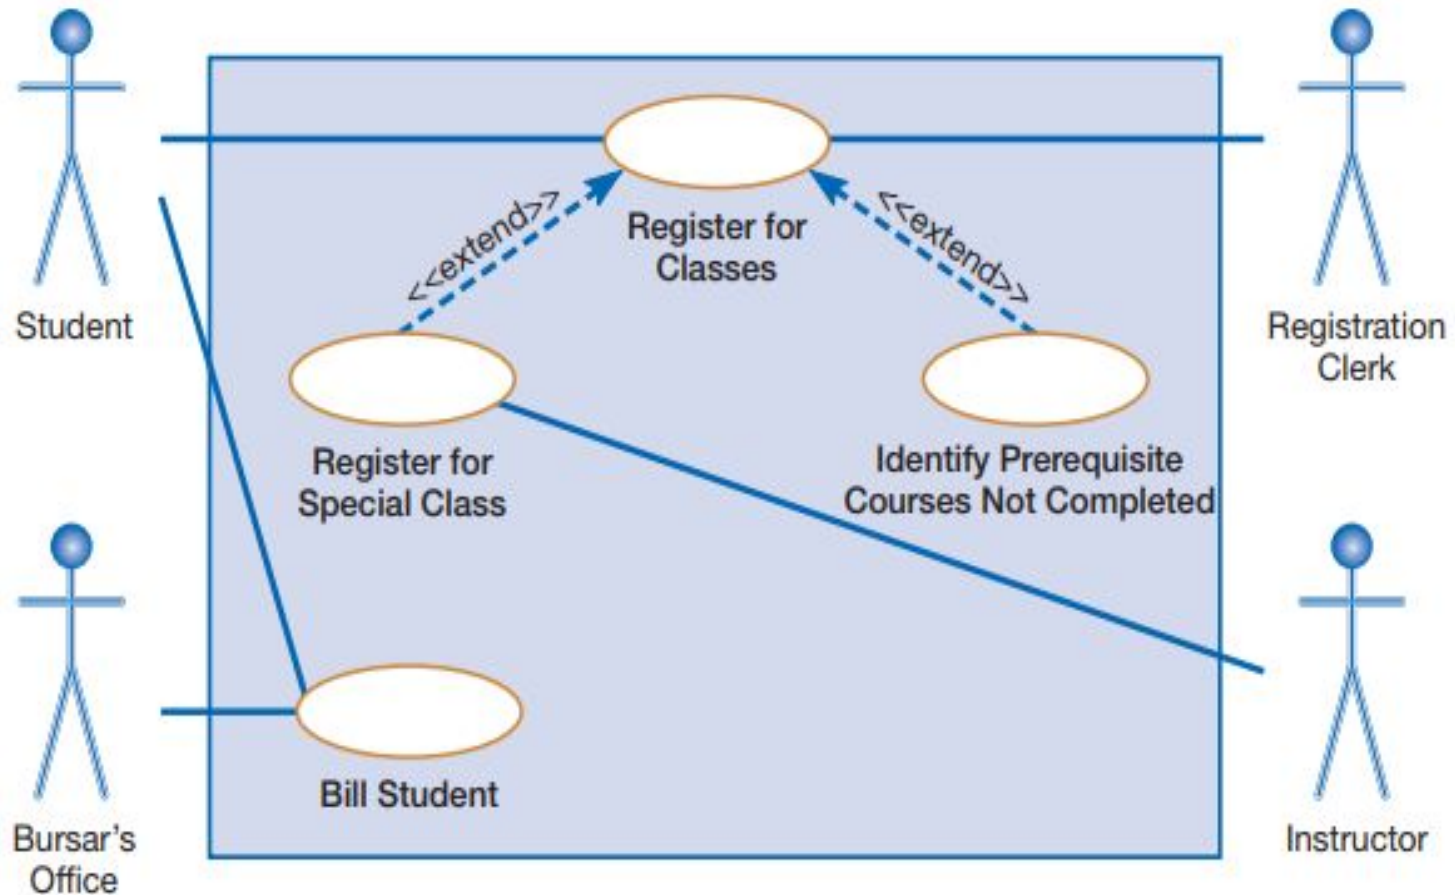 <<extend>>
<<extend>>
Register for
Classes
Student
Registration
Clerk
Register for
Special Class
Identify Prerequisite
Courses Not Completed
Bill Student
Bursar's
Office
Instructor